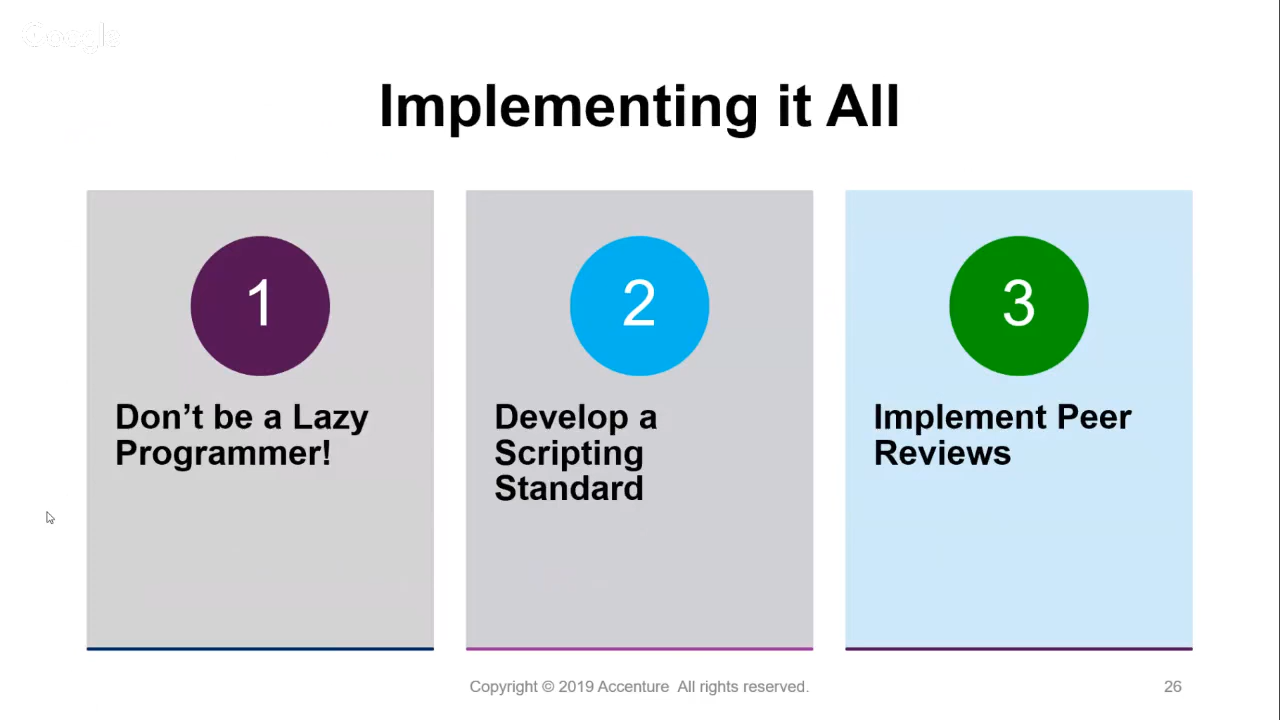 Google
Implementing it All
1
Don’t be a Lazy
Programmer!
2
Develop a
Scripting
Standard
3
Implement Peer
Reviews
Copyright © 2019 Accenture All rights reserved.
26